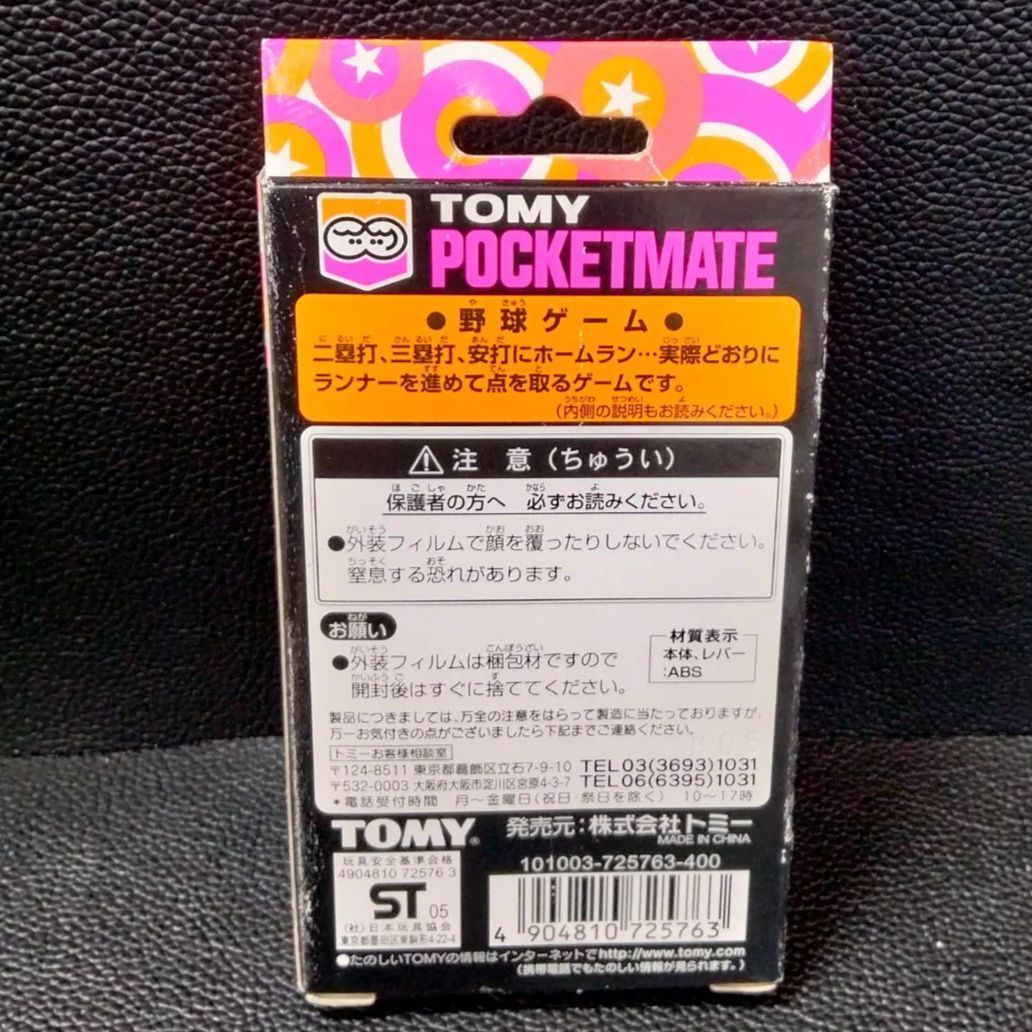 TOMY
POCKETMATE
●野球ゲーム●
二塁打、三塁打、安打にホームラン…実際どおりに
ランナーを進めて点を取るゲームです。
(内側の説明もお読みください。)
⚠注意(ちゅうい)
保護者の方へ 必ずお読みください。
●外装フィルムで顔を覆ったりしないでください。
窒息する恐れがあります。
お願い
●外装フィルムは梱包材ですので
開封後はすぐに捨ててください。
材質表示
本体、レバー
:ABS
製品につきましては、万全の注意をはらって製造に当たっておりますが、
万一お気付きの点がございましたら下記までご連絡ください。
トミーお客様相談室
〒124-8511 東京都葛飾区立石7-9-10 TEL03(3693)1031
〒532-0003 大阪府大阪市淀川区宮原4-3-7 TEL06(6395)1031
*電話受付時間 月〜金曜日(祝日・祭日を除く) 10〜17時
TOMY® 発売元:株式会社トミー
MADE IN CHINA
101003-725763-400
玩具安全基準合格
4904810 72576 3
ST 05
(社)日本玩具協会
東京都墨田区東駒形4-22-4
4 904810 725763
●たのしいTOMYの情報はインターネットでhttp://www.tomy.com
(携帯電話でもたのしい情報が見られます。)